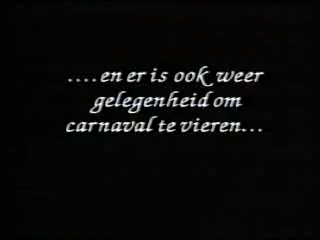 ....en er is ook weer
gelegenheid om
carnaval te vieren...